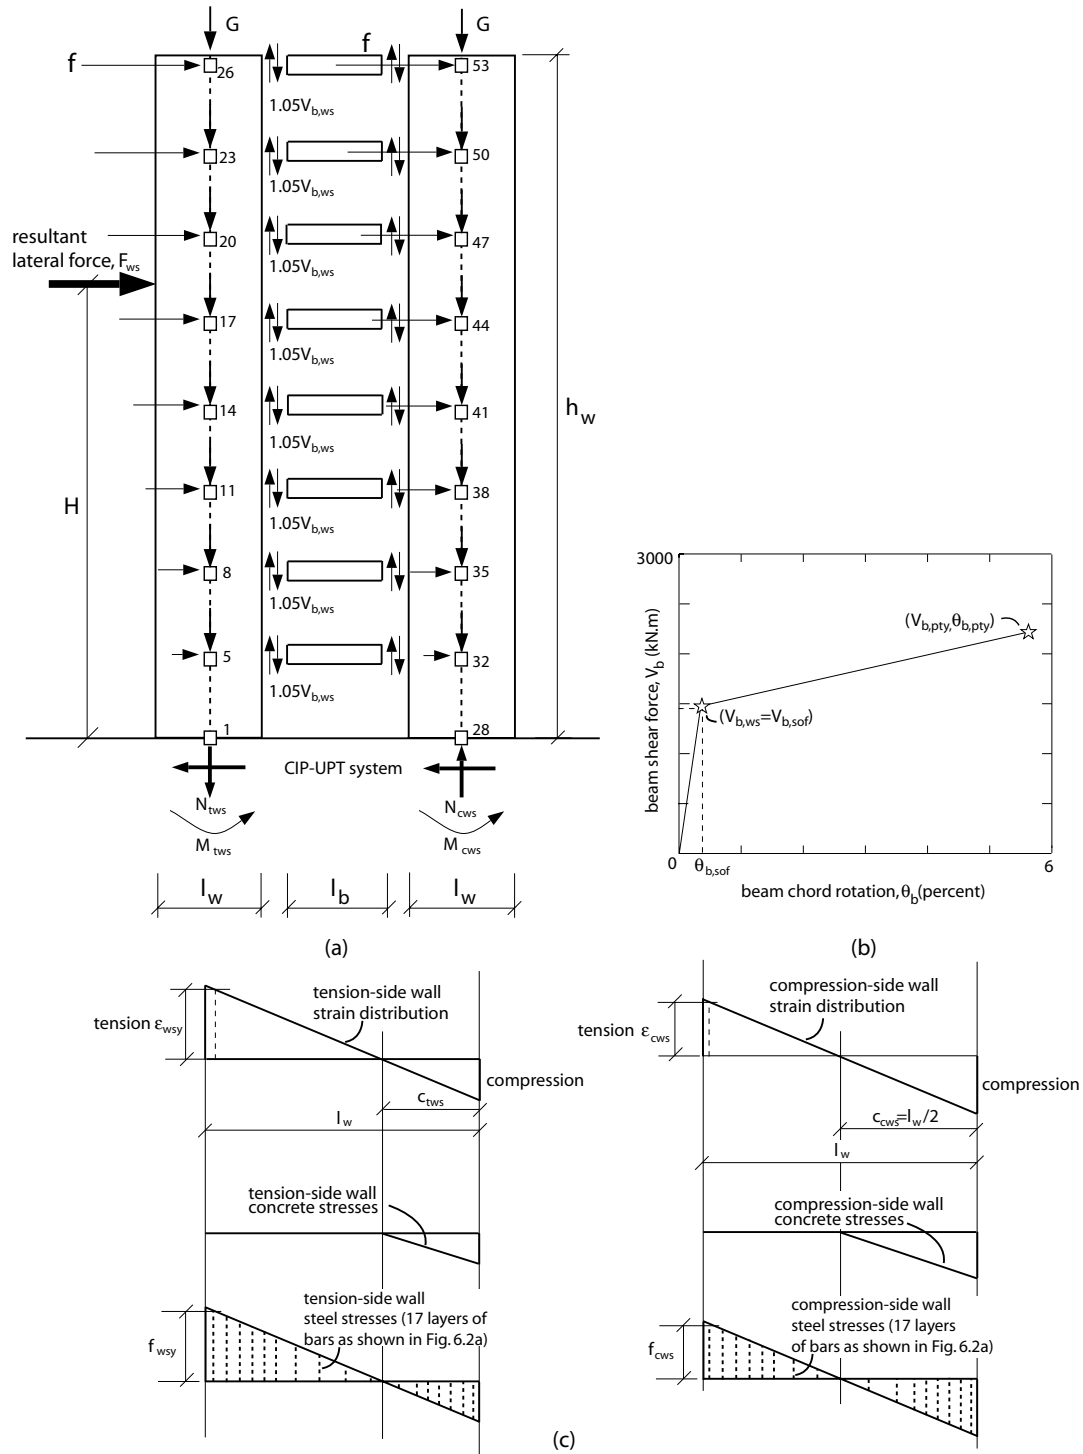 G
G
f
f
26
53
1.05V_b,ws
23
50
1.05V_b,ws
20
47
resultant
lateral force, F_ws
1.05V_b,ws
17
44
1.05V_b,ws
14
41
h_w
1.05V_b,ws
H
11
38
1.05V_b,ws
8
35
1.05V_b,ws
5
32
1.05V_b,ws
1
28
CIP-UPT system
N_tws
N_cws
M_tws
M_cws
l_w
l_b
l_w
(a)
3000
beam shear force, V_b (kN.m)
(V_b,pty,θ_b,pty)
(V_b,ws=V_b,sof)
0
θ_b,sof
6
beam chord rotation, θ_b (percent)
(b)
tension-side wall
strain distribution
tension ε_wsy
compression
c_tws
l_w
tension-side wall
concrete stresses
tension-side wall
steel stresses (17 layers of
bars as shown in Fig. 6.2a)
f_wsy
compression-side wall
strain distribution
tension ε_cws
compression
c_cws=l_w/2
l_w
compression-side wall
concrete stresses
compression-side wall
steel stresses (17 layers
of bars as shown in Fig. 6.2a)
f_cws
(c)